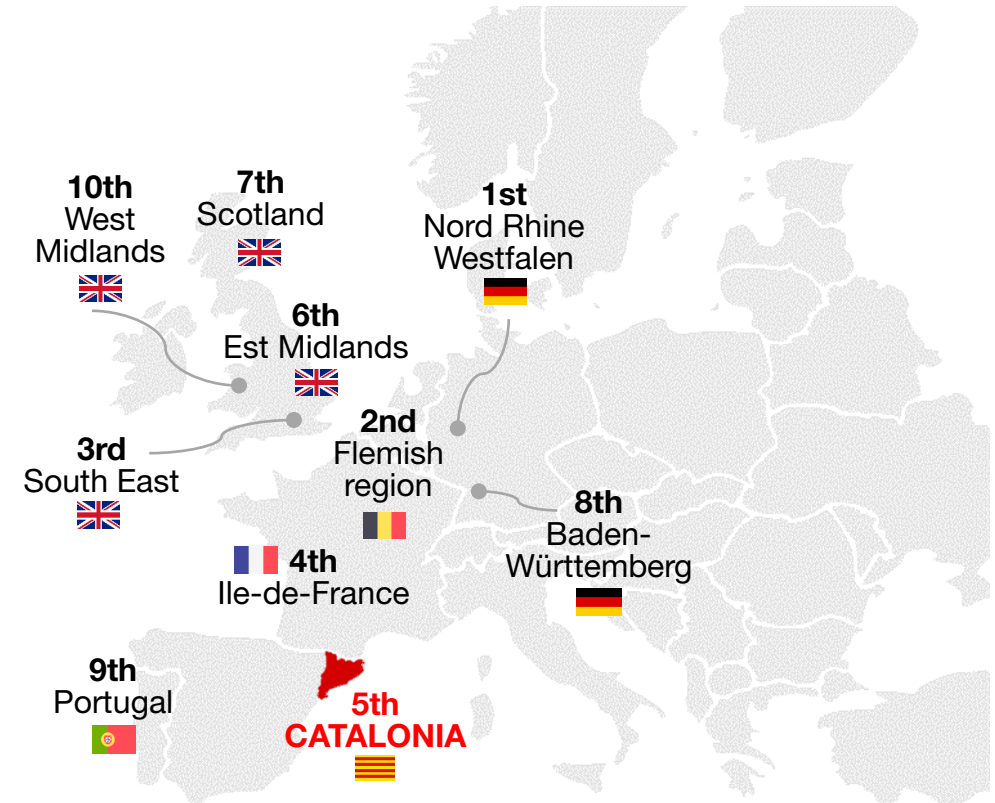 10th
West
Midlands
7th
Scotland
1st
Nord Rhine
Westfalen
6th
Est Midlands
2nd
Flemish
region
3rd
South East
8th
Baden-
Württemberg
4th
Ile-de-France
9th
Portugal
5th
CATALONIA